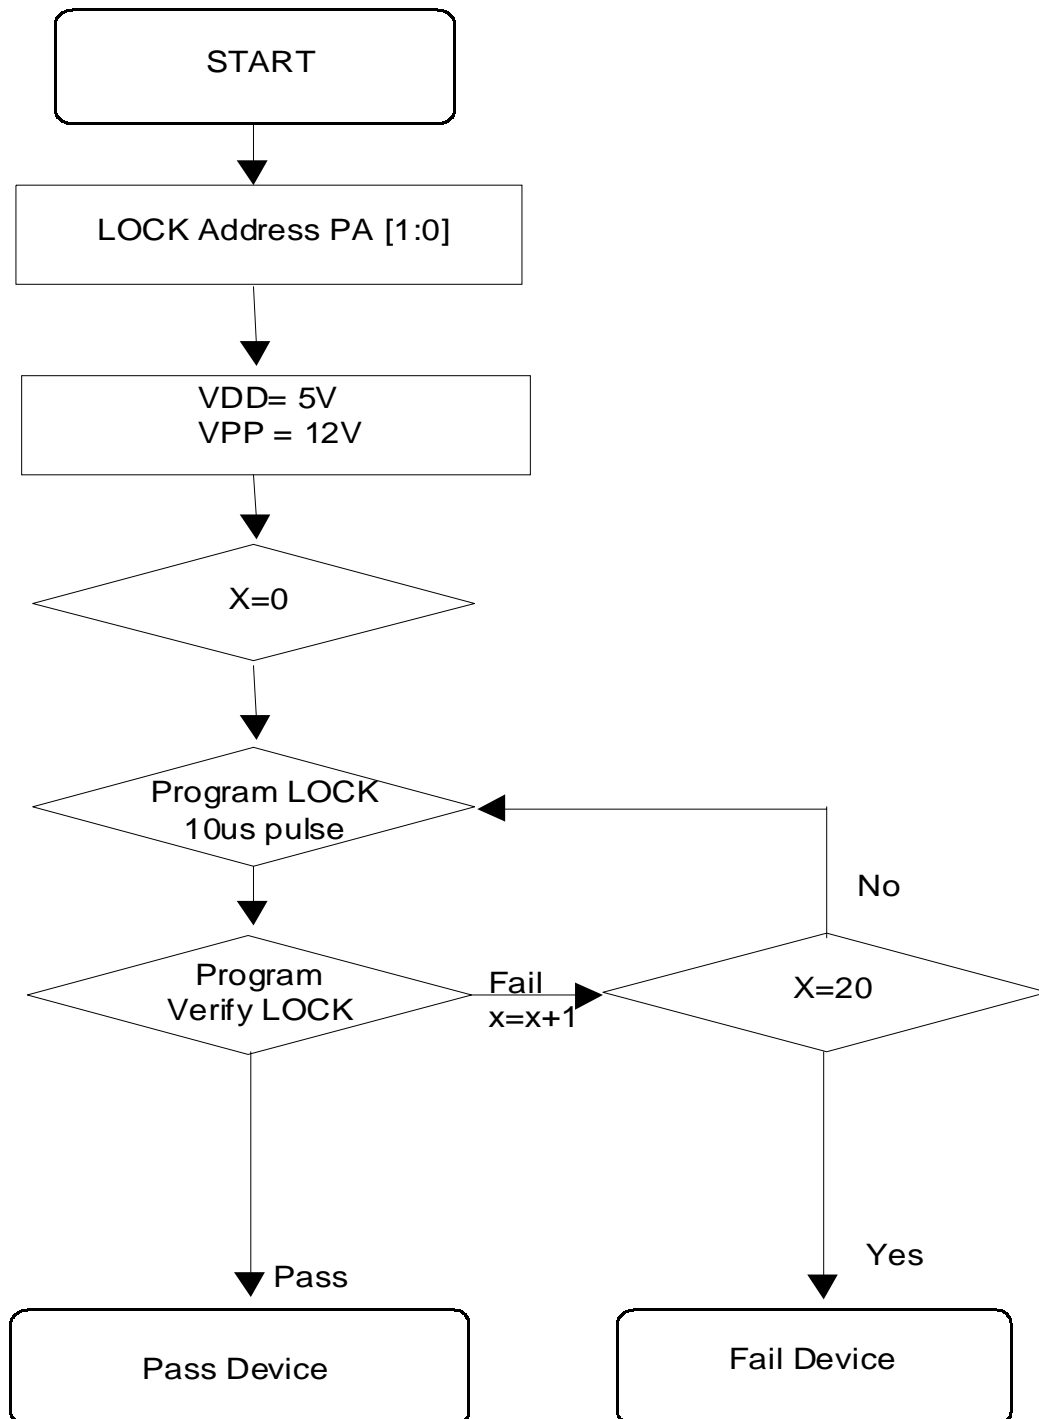 START
LOCK Address PA [1:0]
VDD= 5V
VPP = 12V
X=0
Program LOCK
10us pulse
No
Program
Verify LOCK
Fail
x=x+1
X=20
Pass
Yes
Pass Device
Fail Device